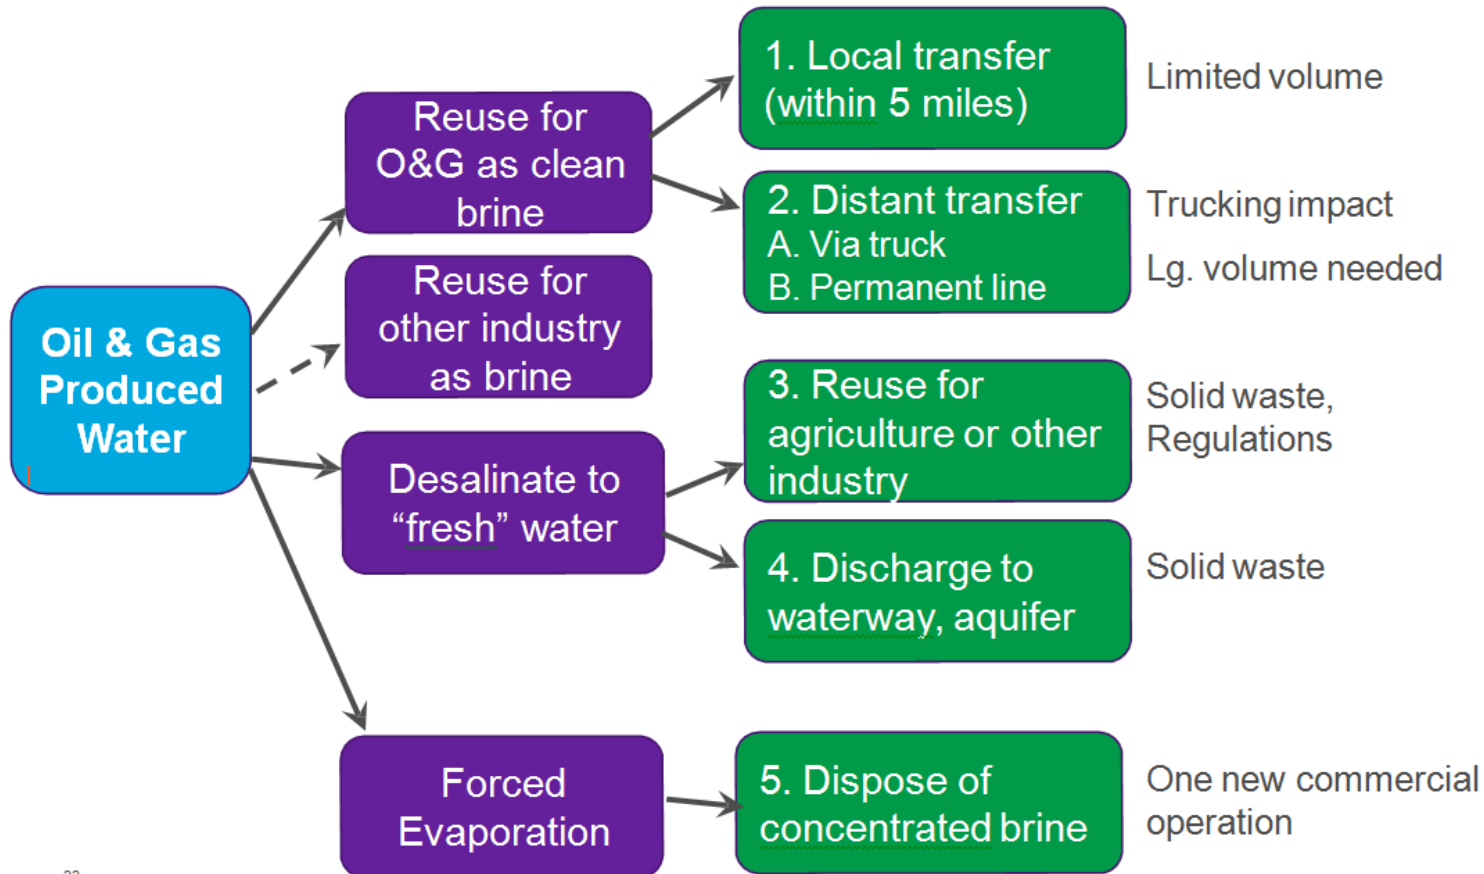 Oil & Gas
Produced
Water
Reuse for
O&G as clean
brine
Reuse for
other industry
as brine
Desalinate to
“fresh” water
Forced
Evaporation
1. Local transfer
(within 5 miles)
Limited volume
2. Distant transfer
A. Via truck
B. Permanent line
Trucking impact
Lg. volume needed
3. Reuse for
agriculture or other
industry
Solid waste,
Regulations
4. Discharge to
waterway, aquifer
Solid waste
5. Dispose of
concentrated brine
One new commercial
operation